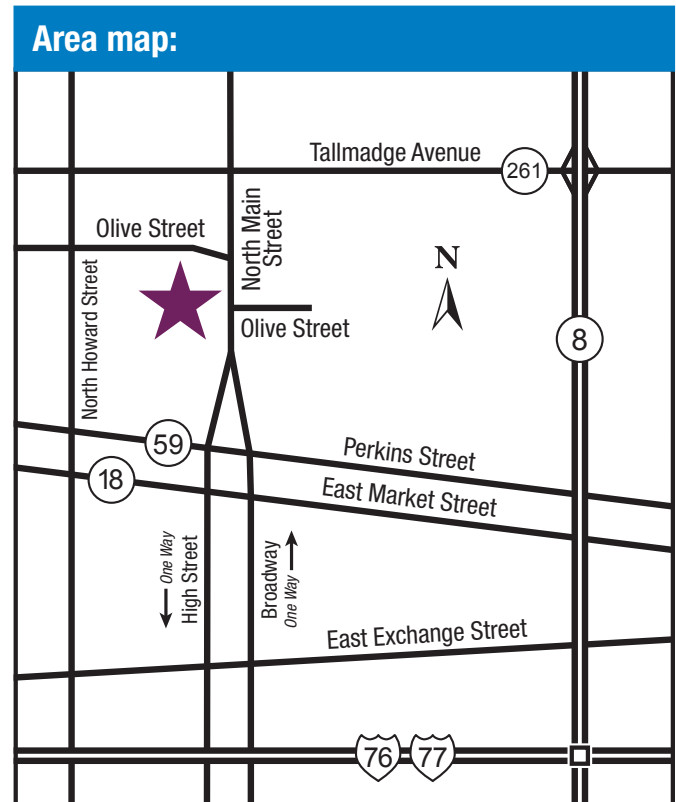 Area map:
Tallmadge Avenue
261
Olive Street
North Main
Street
N
North Howard Street
Olive Street
8
59
Perkins Street
18
East Market Street
One Way
High Street
Broadway
One Way
East Exchange Street
76
77